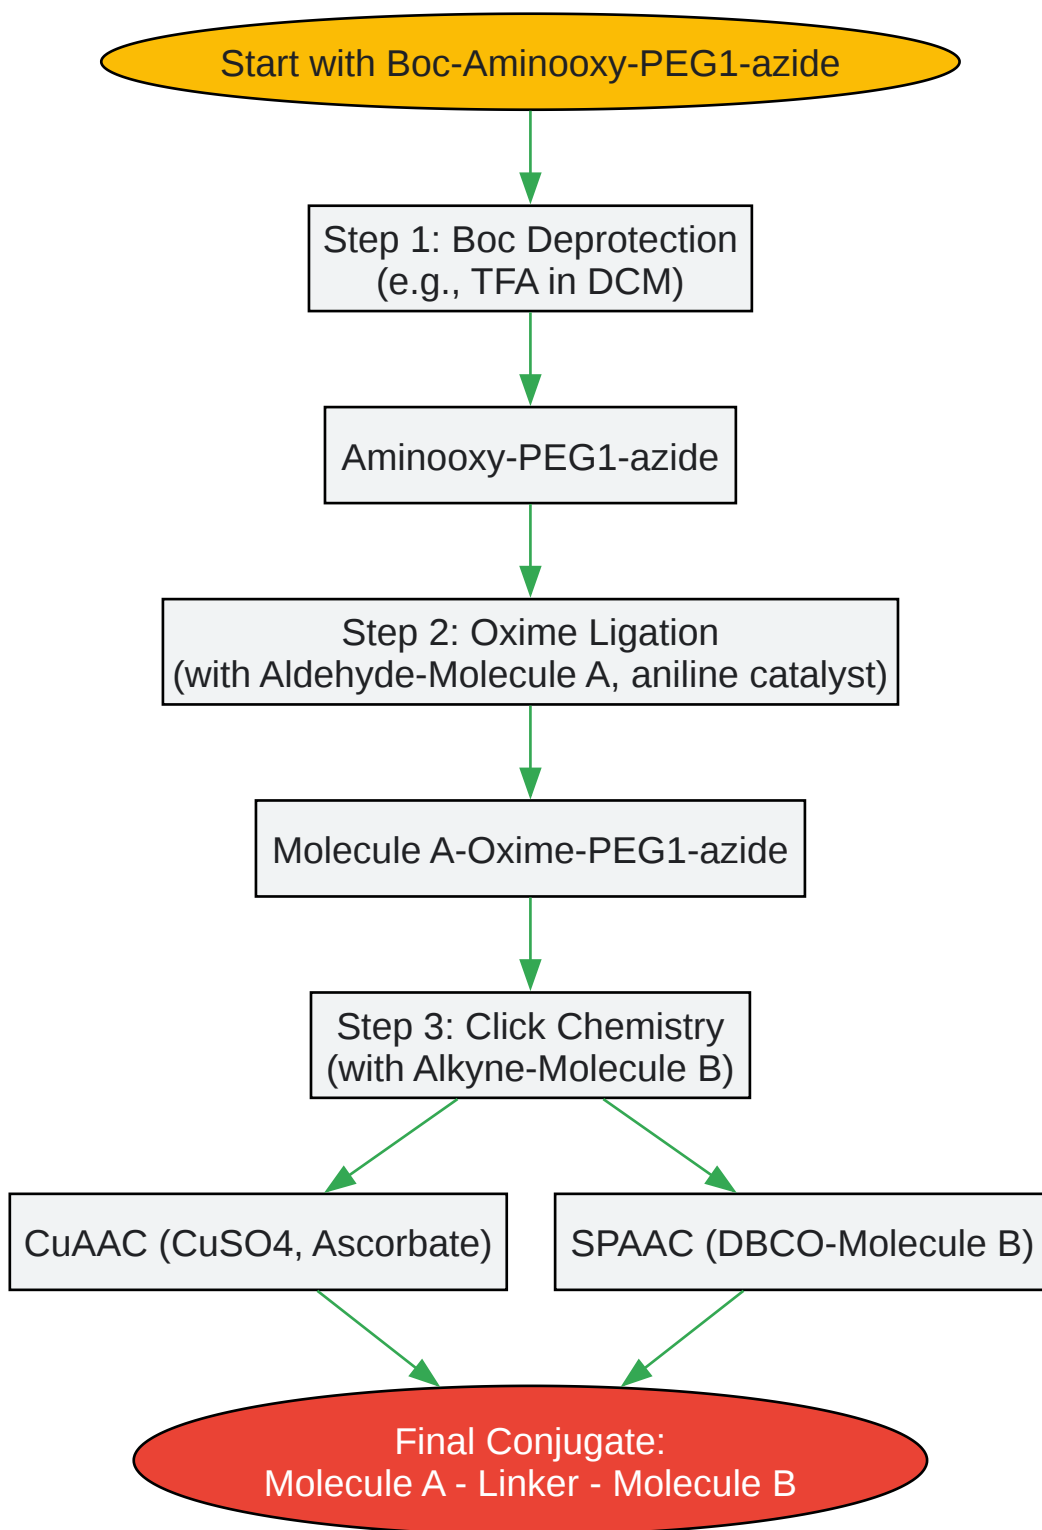 Start with Boc-Aminooxy-PEG1-azide
Step 1: Boc Deprotection
(e.g., TFA in DCM)
Aminooxy-PEG1-azide
Step 2: Oxime Ligation
(with Aldehyde-Molecule A, aniline catalyst)
Molecule A-Oxime-PEG1-azide
Step 3: Click Chemistry
(with Alkyne-Molecule B)
CuAAC (CuSO4, Ascorbate)
SPAAC (DBCO-Molecule B)
Final Conjugate:
Molecule A - Linker - Molecule B